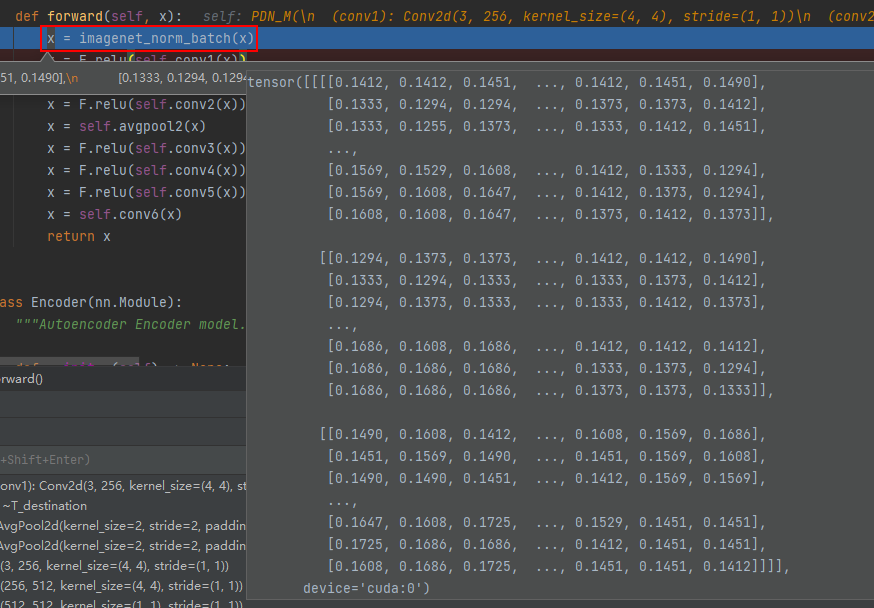 def forward(self, x):   self: PDN_M(\n  (conv1): Conv2d(3, 256, kernel_size=(4, 4), stride=(1, 1))\n  (conv2
x = imagenet_norm_batch(x)
x = F.relu(self.conv1(x))
51, 0.1490],\n          [0.1333, 0.1294, 0.1294
x = F.relu(self.conv2(x))
x = self.avgpool2(x)
x = F.relu(self.conv3(x))
x = F.relu(self.conv4(x))
x = F.relu(self.conv5(x))
x = self.conv6(x)
return x
ass Encoder(nn.Module):
"""Autoencoder Encoder model.
rward()
+Shift+Enter)
onv1): Conv2d(3, 256, kernel_size=(4, 4), st
~T_destination
AvgPool2d(kernel_size=2, stride=2, paddin
AvgPool2d(kernel_size=2, stride=2, paddin
(3, 256, kernel_size=(4, 4), stride=(1, 1))
(256, 512, kernel_size=(4, 4), stride=(1, 1))
(512, 512, kernel_size=(1, 1), stride=(1, 1))
tensor([[[[0.1412, 0.1412, 0.1451,  ..., 0.1412, 0.1451, 0.1490],
[0.1333, 0.1294, 0.1294,  ..., 0.1373, 0.1373, 0.1412],
[0.1333, 0.1255, 0.1373,  ..., 0.1333, 0.1412, 0.1451],
...,
[0.1569, 0.1529, 0.1608,  ..., 0.1412, 0.1333, 0.1294],
[0.1569, 0.1608, 0.1647,  ..., 0.1412, 0.1373, 0.1294],
[0.1608, 0.1608, 0.1647,  ..., 0.1373, 0.1412, 0.1373]],
[[0.1294, 0.1373, 0.1373,  ..., 0.1412, 0.1412, 0.1490],
[0.1333, 0.1294, 0.1333,  ..., 0.1333, 0.1373, 0.1412],
[0.1294, 0.1373, 0.1333,  ..., 0.1333, 0.1412, 0.1373],
...,
[0.1686, 0.1608, 0.1686,  ..., 0.1412, 0.1412, 0.1412],
[0.1686, 0.1686, 0.1686,  ..., 0.1333, 0.1373, 0.1294],
[0.1686, 0.1686, 0.1686,  ..., 0.1373, 0.1373, 0.1333]],
[[0.1490, 0.1608, 0.1412,  ..., 0.1608, 0.1569, 0.1686],
[0.1451, 0.1569, 0.1490,  ..., 0.1451, 0.1569, 0.1608],
[0.1490, 0.1490, 0.1451,  ..., 0.1412, 0.1569, 0.1569],
...,
[0.1647, 0.1608, 0.1725,  ..., 0.1529, 0.1451, 0.1451],
[0.1725, 0.1686, 0.1686,  ..., 0.1412, 0.1451, 0.1451],
[0.1608, 0.1686, 0.1725,  ..., 0.1451, 0.1451, 0.1412]]]],
device='cuda:0')